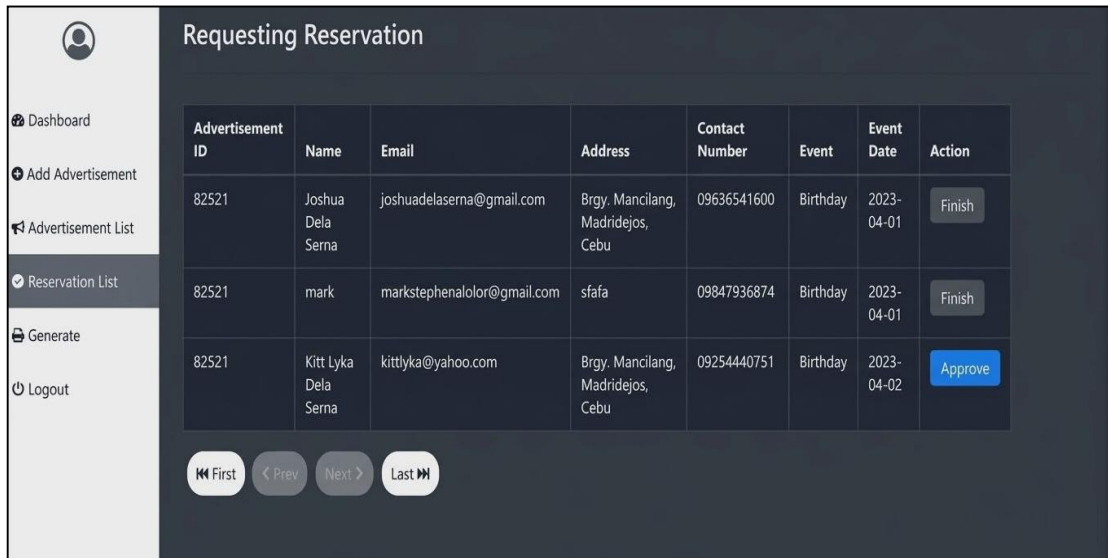 Requesting Reservation
Dashboard
Add Advertisement
Advertisement List
Reservation List
Generate
Logout
Advertisement
ID
Name
Email
Address
Contact
Number
Event
Event
Date
Action
82521
Joshua
Dela
Serna
joshuadelaserna@gmail.com
Brgy. Mancilang,
Madridejos,
Cebu
09636541600
Birthday
2023-
04-01
Finish
82521
mark
markstephenalolor@gmail.com
sfafa
09847936874
Birthday
2023-
04-01
Finish
82521
Kitt Lyka
Dela
Serna
kittlyka@yahoo.com
Brgy. Mancilang,
Madridejos,
Cebu
09254440751
Birthday
2023-
04-02
Approve
First
Prev
Next
Last